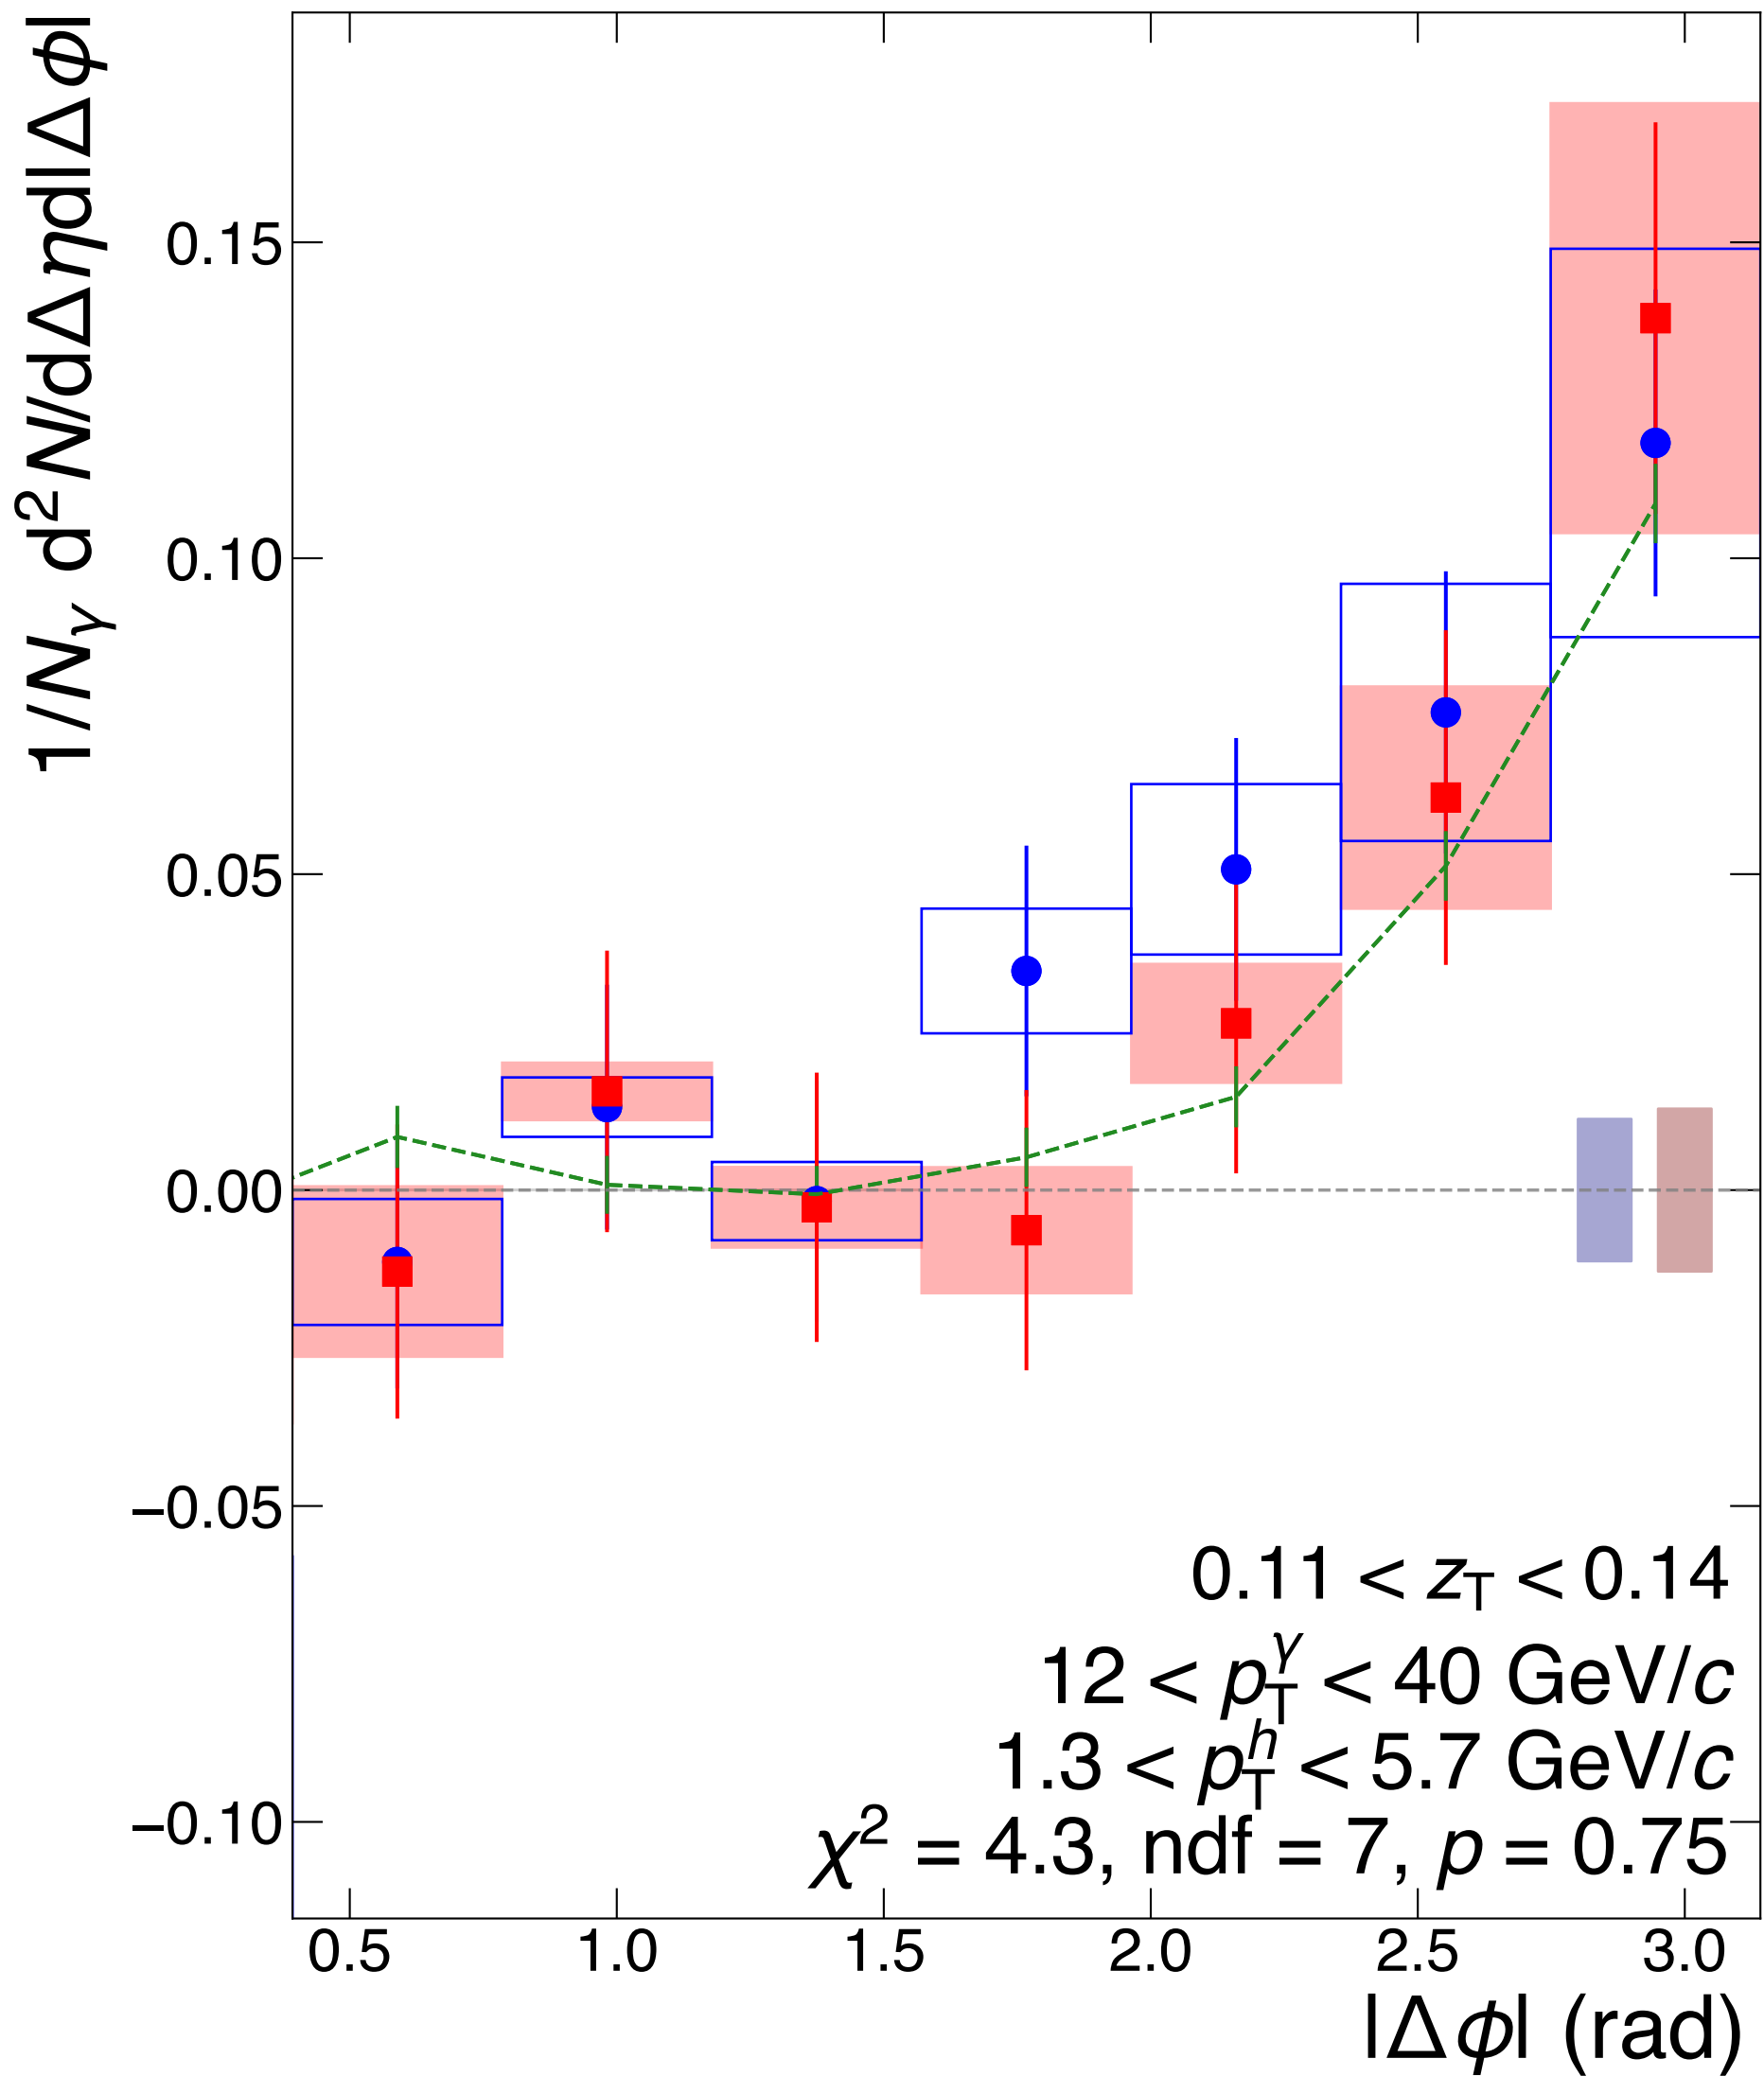 1/Nγ d²N/dΔηd|Δϕ|
0.15
0.10
0.05
0.00
−0.05
−0.10
0.11 < zT < 0.14
12 < pTγ < 40 GeV/c
1.3 < pTh < 5.7 GeV/c
χ² = 4.3, ndf = 7, p = 0.75
0.5 1.0 1.5 2.0 2.5 3.0
|Δϕ| (rad)